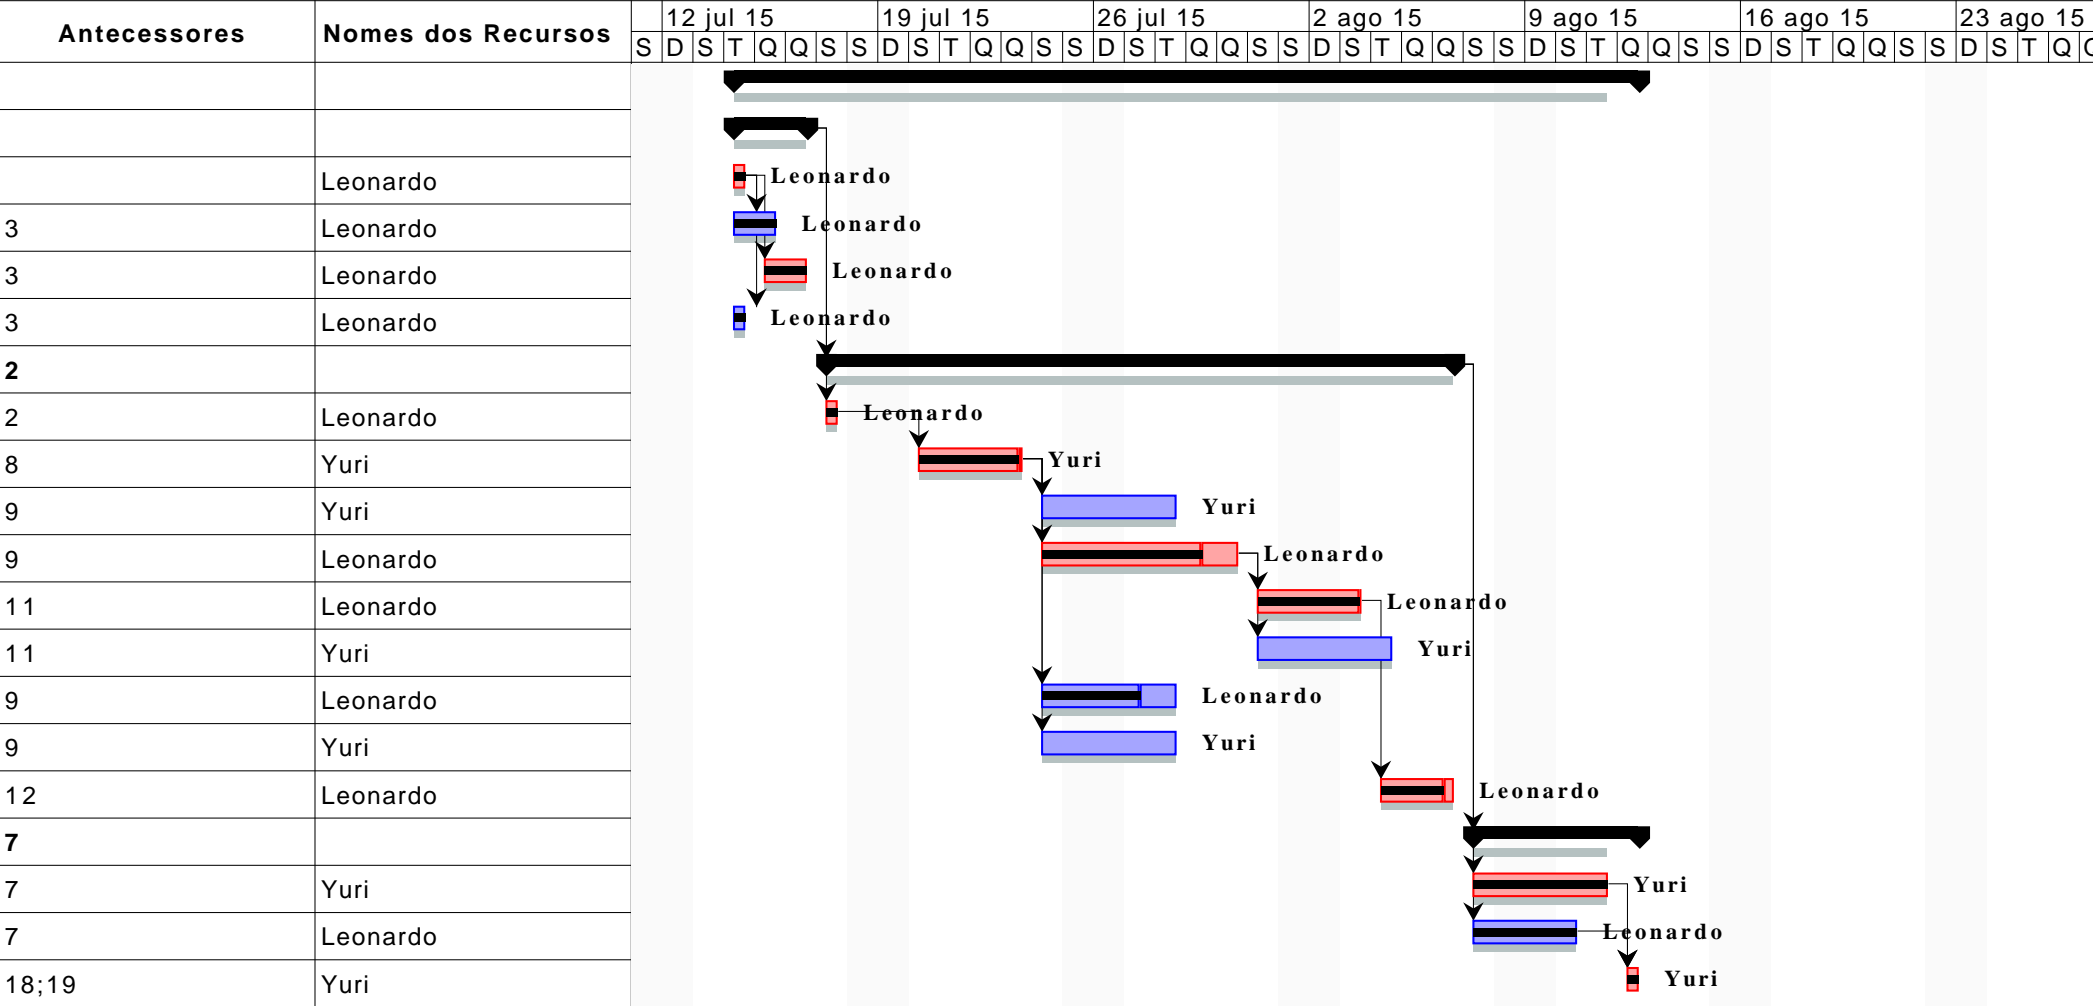 Antecessores Nomes dos Recursos 12 jul 15 19 jul 15 26 jul 15 2 ago 15 9 ago 15 16 ago 15 23 ago 15
S D S T Q Q S S D S T Q Q S S D S T Q Q S S D S T Q Q S S D S T Q Q S S D S T Q Q S S D S T Q Q
Leonardo Leonardo
3 Leonardo Leonardo
3 Leonardo Leonardo
3 Leonardo Leonardo
2
2 Leonardo Leonardo
8 Yuri Yuri
9 Yuri Yuri
9 Leonardo Leonardo
11 Leonardo Leonardo
11 Yuri Yuri
9 Leonardo Leonardo
9 Yuri Yuri
12 Leonardo Leonardo
7
7 Yuri Yuri
7 Leonardo Leonardo
18;19 Yuri Yuri